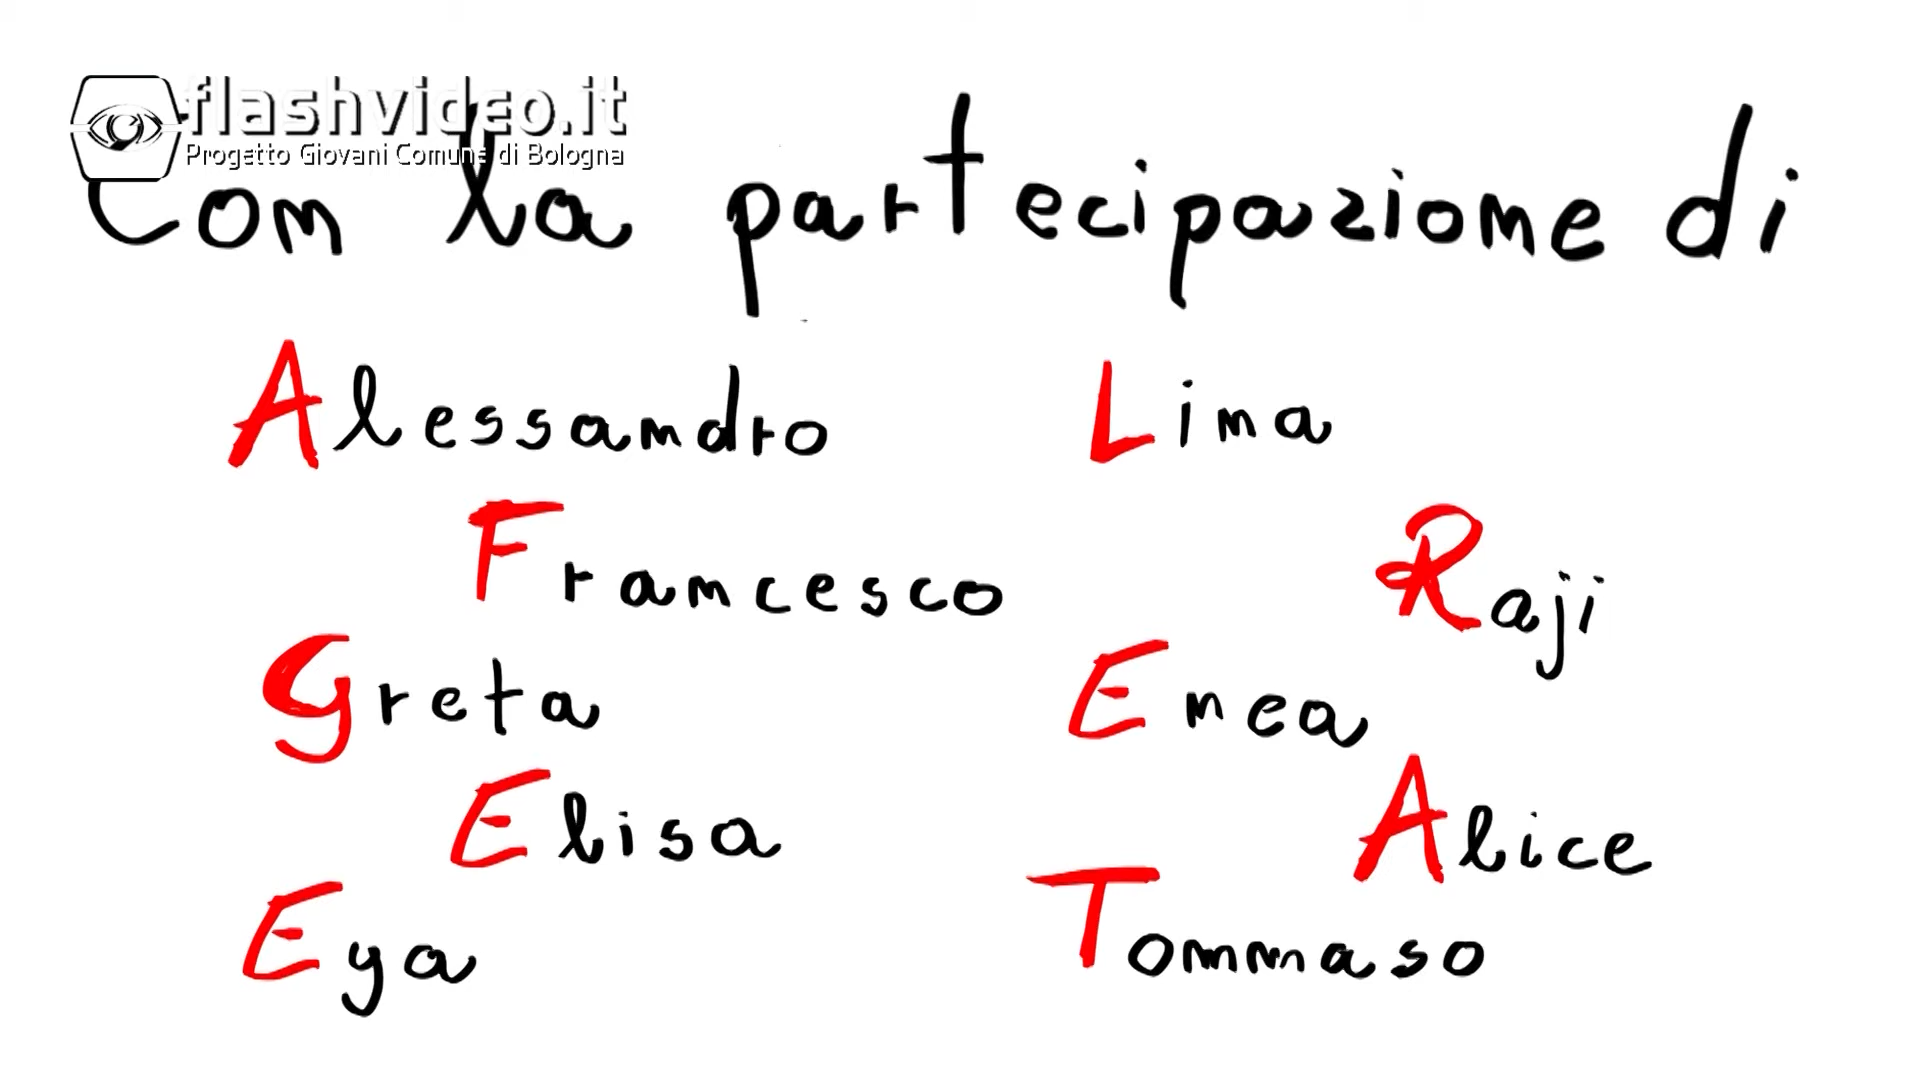 flashvideo.it
Progetto Giovani Comune di Bologna
Con la partecipazione di
Alessandro
Lina
Francesco
Raji
Greta
Enea
Elisa
Alice
Eya
Tommaso